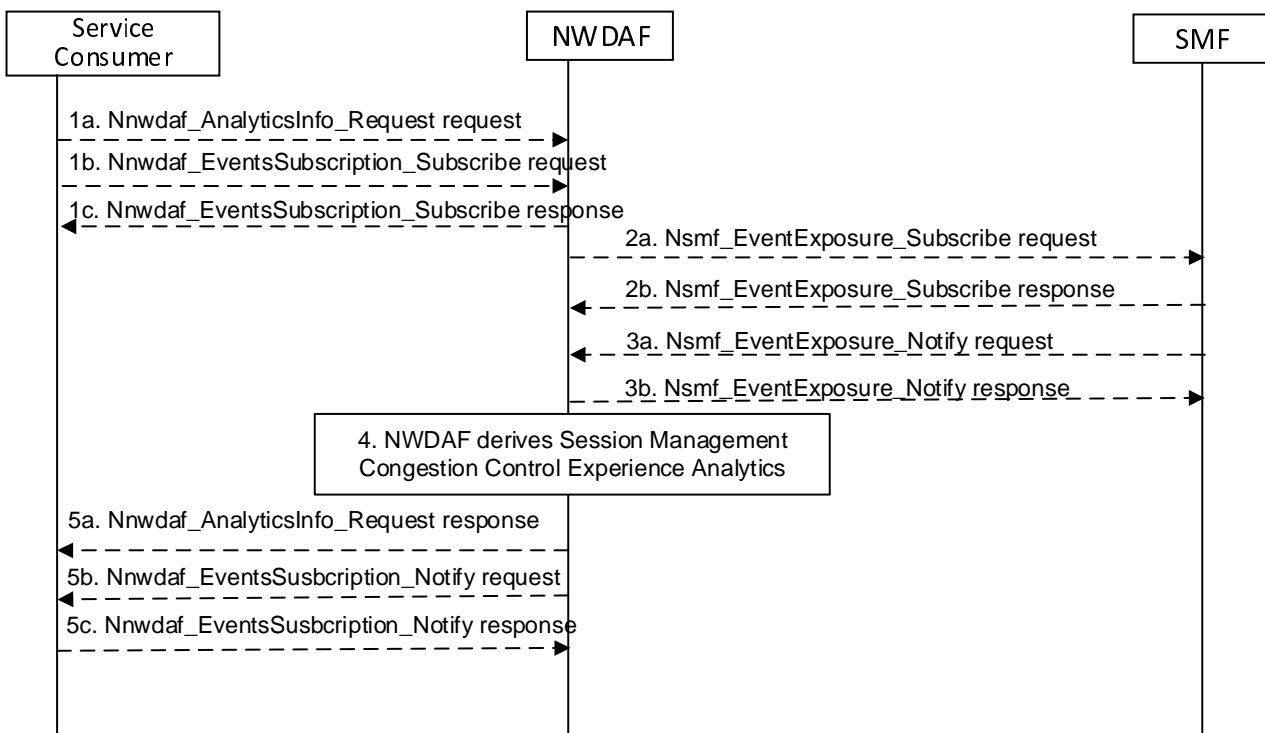 Service
Consumer
NWDAF
SMF
1a. Nnwdaf_AnalyticsInfo_Request request
1b. Nnwdaf_EventsSubscription_Subscribe request
1c. Nnwdaf_EventsSubscription_Subscribe response
2a. Nsmf_EventExposure_Subscribe request
2b. Nsmf_EventExposure_Subscribe response
3a. Nsmf_EventExposure_Notify request
3b. Nsmf_EventExposure_Notify response
4. NWDAF derives Session Management
Congestion Control Experience Analytics
5a. Nnwdaf_AnalyticsInfo_Request response
5b. Nnwdaf_EventsSusbcription_Notify request
5c. Nnwdaf_EventsSusbcription_Notify response